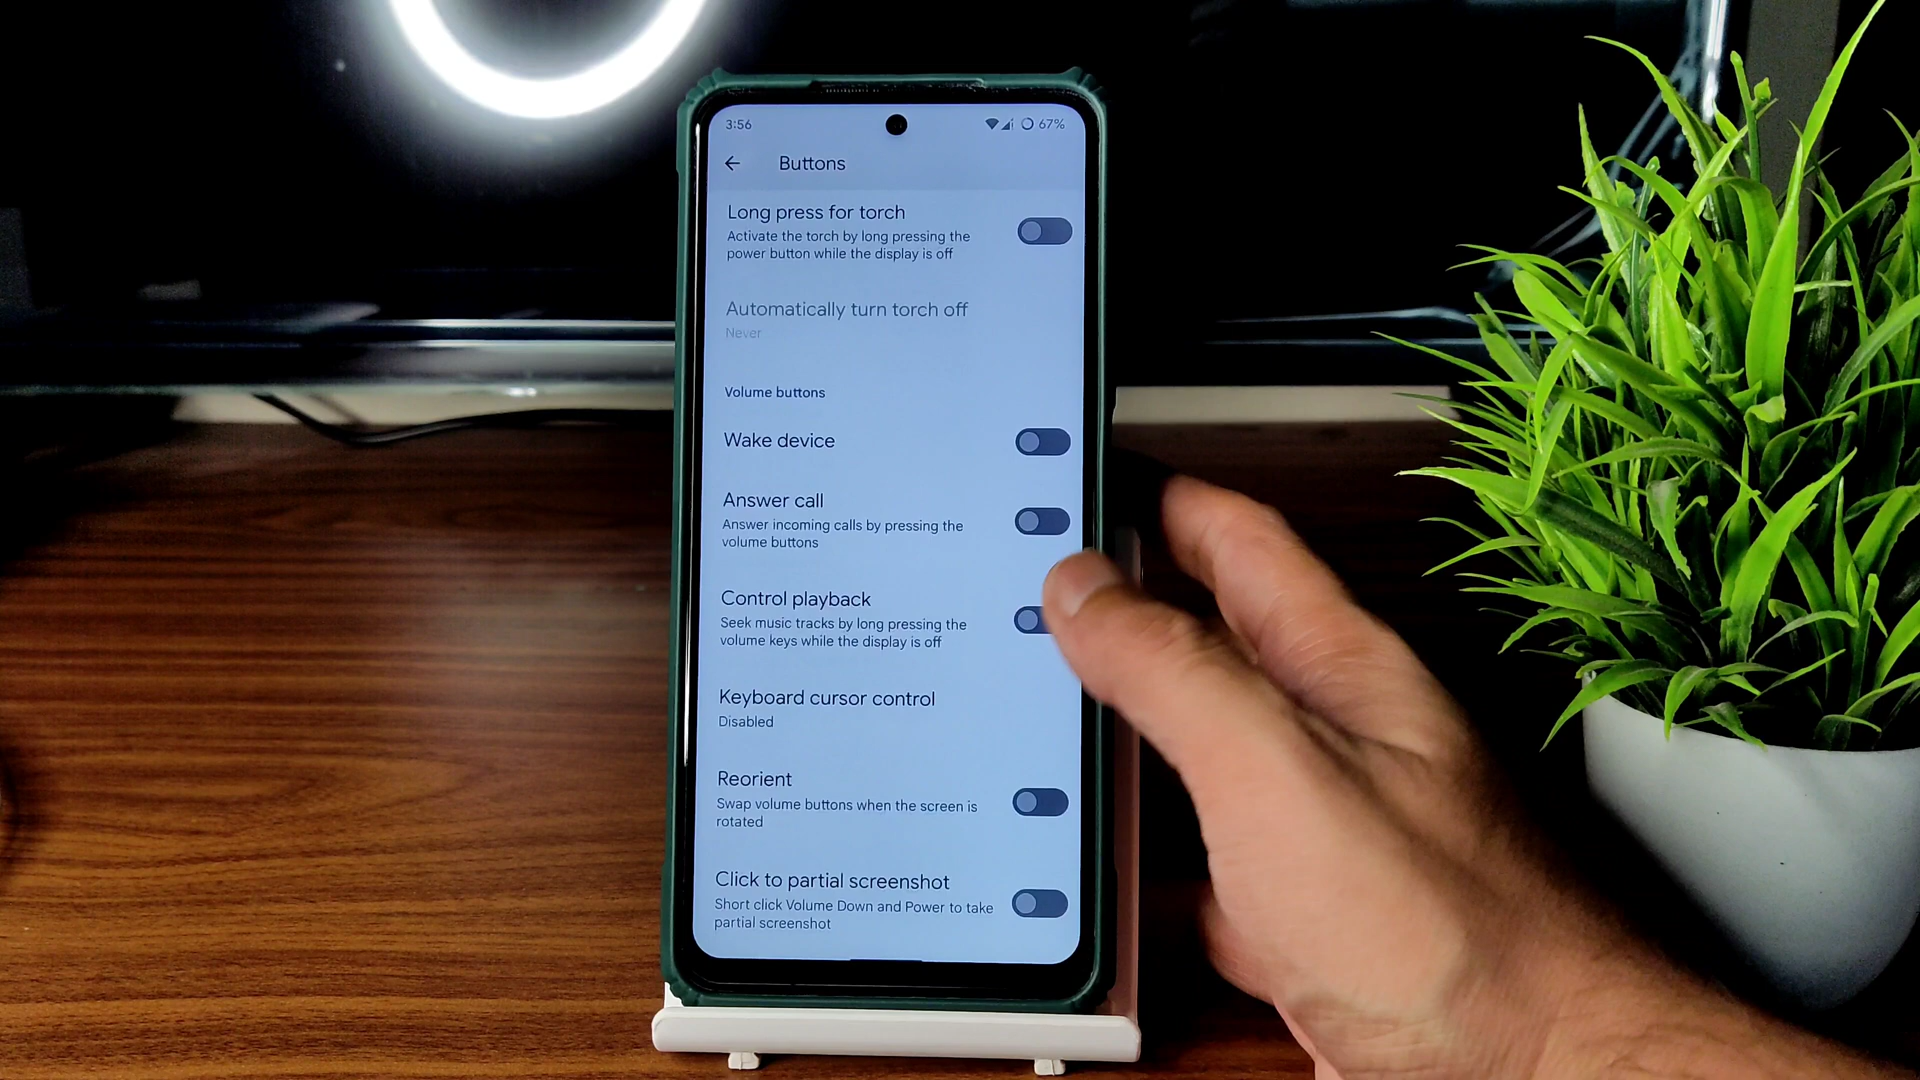 3:56
67%
Buttons
Long press for torch
Activate the torch by long pressing the
power button while the display is off
Automatically turn torch off
Never
Volume buttons
Wake device
Answer call
Answer incoming calls by pressing the
volume buttons
Control playback
Seek music tracks by long pressing the
volume keys while the display is off
Keyboard cursor control
Disabled
Reorient
Swap volume buttons when the screen is
rotated
Click to partial screenshot
Short click Volume Down and Power to take
partial screenshot